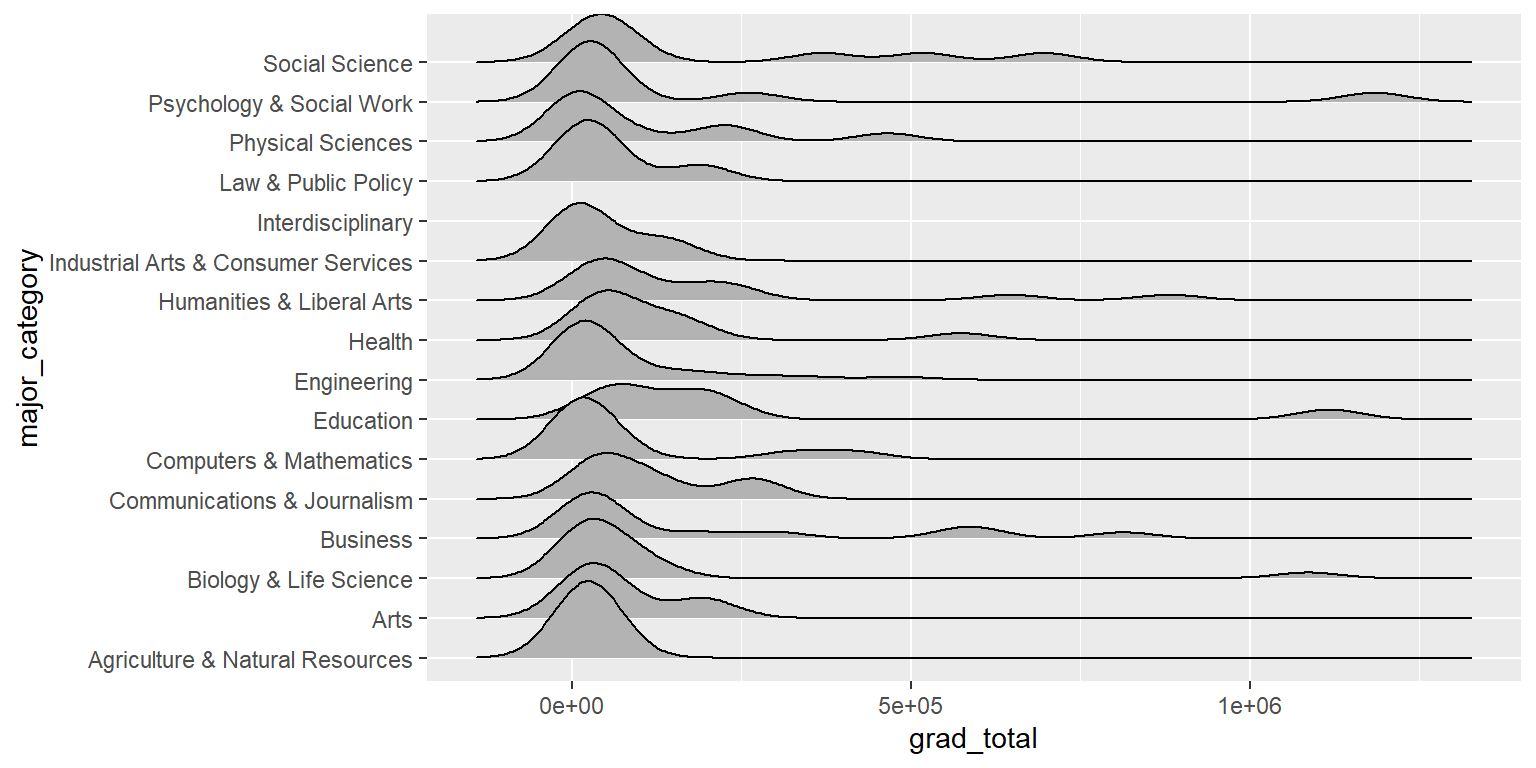 major_category
Social Science
Psychology & Social Work
Physical Sciences
Law & Public Policy
Interdisciplinary
Industrial Arts & Consumer Services
Humanities & Liberal Arts
Health
Engineering
Education
Computers & Mathematics
Communications & Journalism
Business
Biology & Life Science
Arts
Agriculture & Natural Resources
0e+00 5e+05 1e+06
grad_total